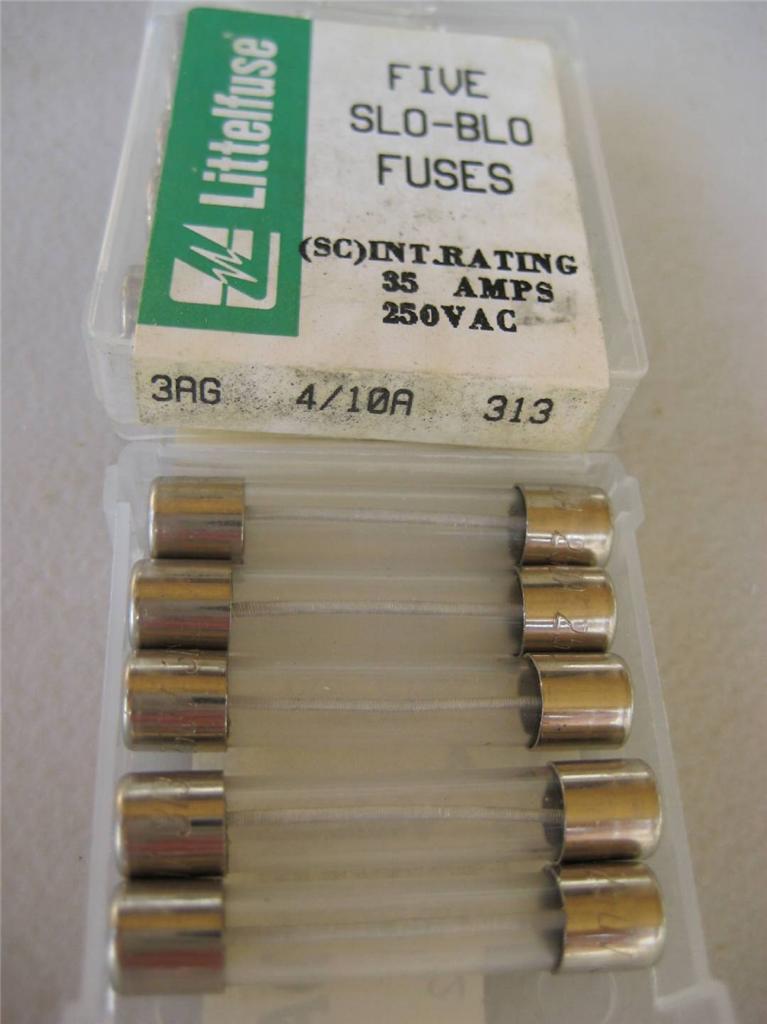 Littelfuse
FIVE
SLO-BLO
FUSES
(SC)INT.RATING
35 AMPS
250VAC
3AG 4/10A 313